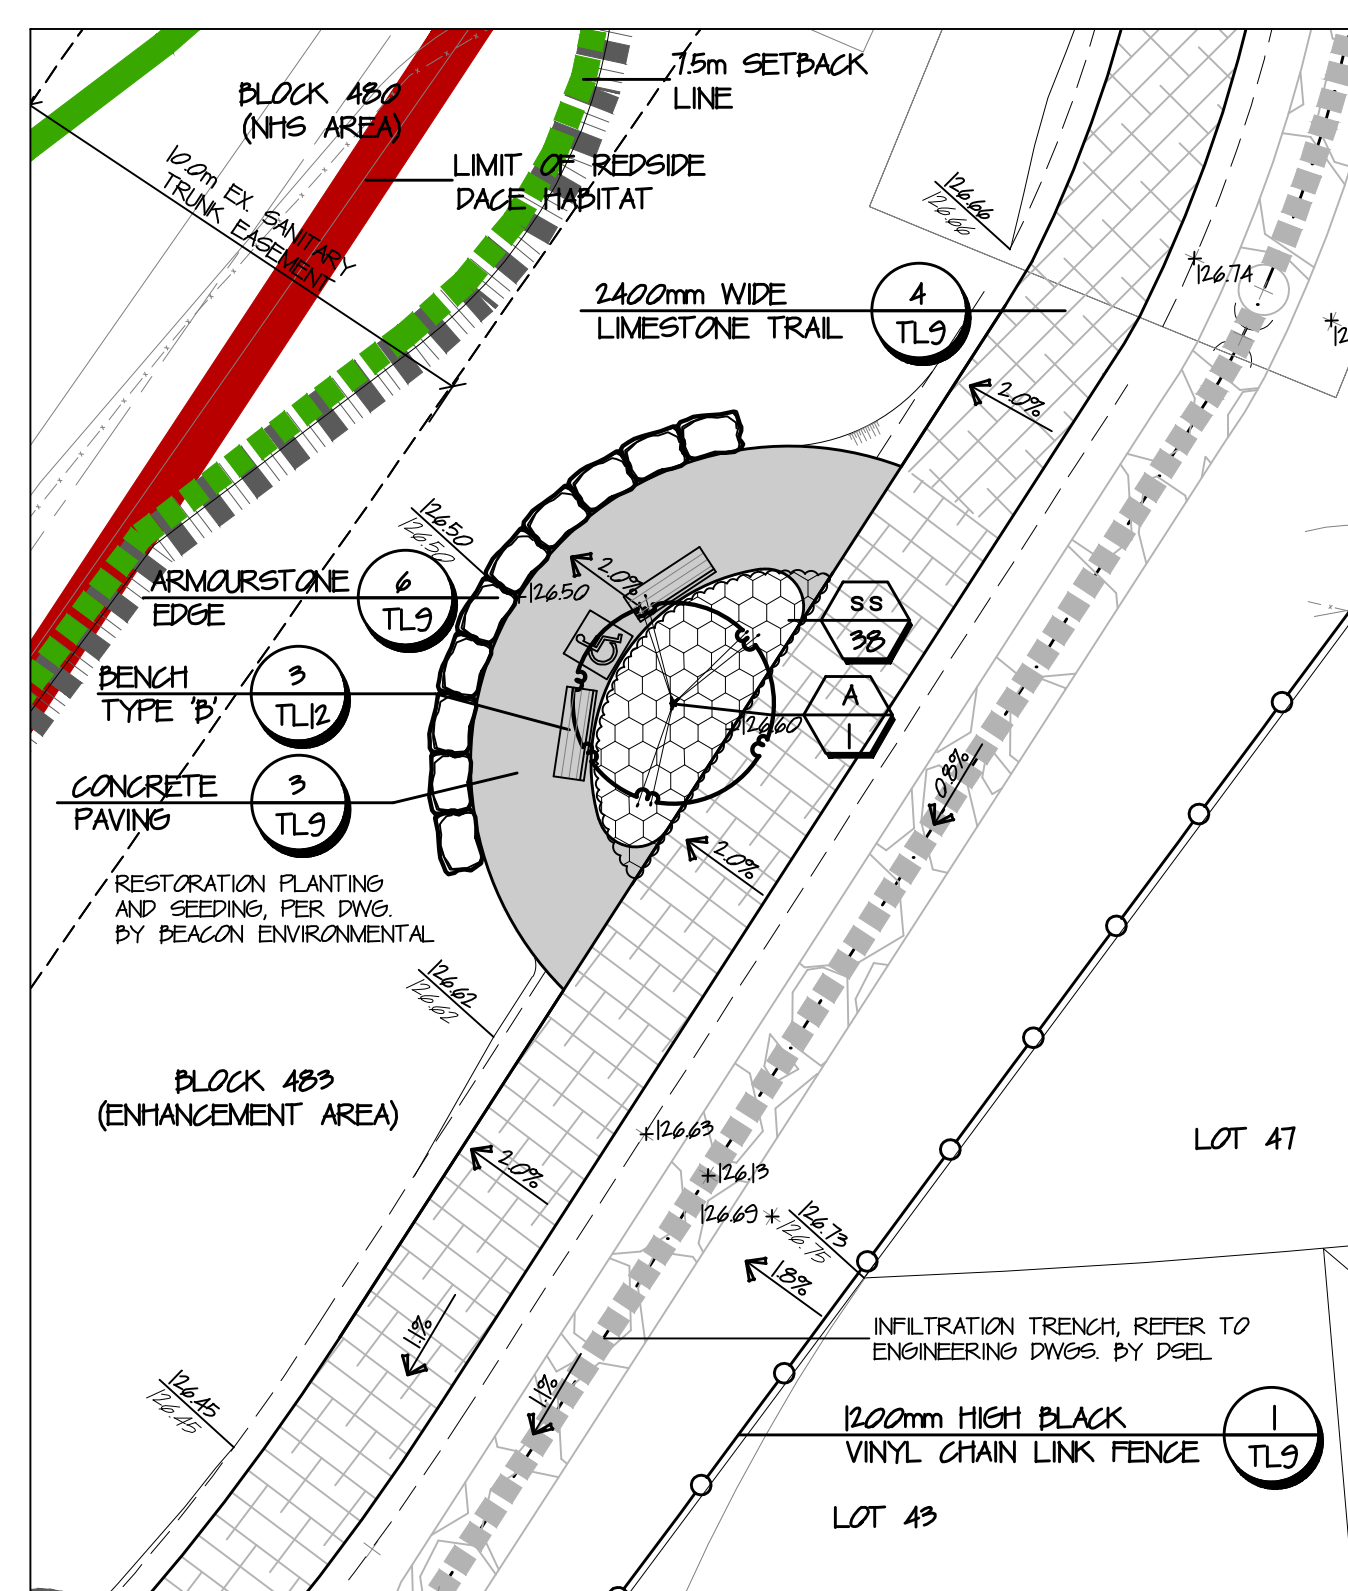 7.5m SETBACK
LINE
BLOCK 480
(NHS AREA)
LIMIT OF REDSIDE
DACE HABITAT
10.0m EX. SANITARY
TRUNK EASEMENT
126.66
126.66
126.74
2400mm WIDE
LIMESTONE TRAIL
4
TL9
2.0%
126.50
126.50
2.0%
126.50
ARMOURSTONE
EDGE
6
TL9
SS
38
BENCH
TYPE 'B'
3
TL12
A
1
126.60
CONCRETE
PAVING
3
TL9
0.8%
2.0%
RESTORATION PLANTING
AND SEEDING, PER DWG.
BY BEACON ENVIRONMENTAL
126.62
126.62
BLOCK 483
(ENHANCEMENT AREA)
126.63
LOT 47
2.0%
126.13
126.69
126.73
126.75
1.8%
1.1%
INFILTRATION TRENCH, REFER TO
ENGINEERING DWGS. BY DSEL
126.45
126.45
1.1%
1200mm HIGH BLACK
VINYL CHAIN LINK FENCE
1
TL9
LOT 43